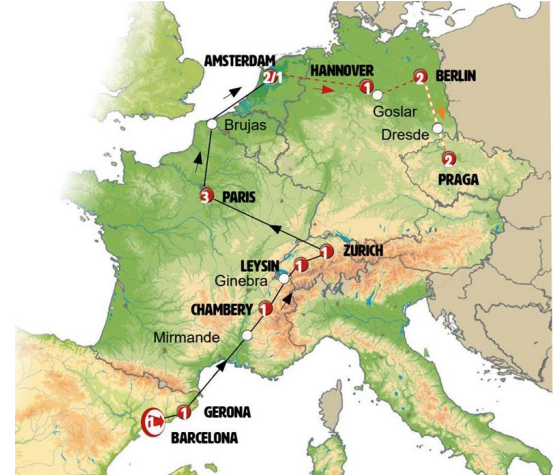 AMSTERDAM
2/1
HANNOVER
1
2
BERLIN
Goslar
Brujas
Dresde
2
PRAGA
3
PARIS
ZURICH
1
LEYSIN
1
Ginebra
CHAMBERY
1
Mirmande
1
GERONA
BARCELONA